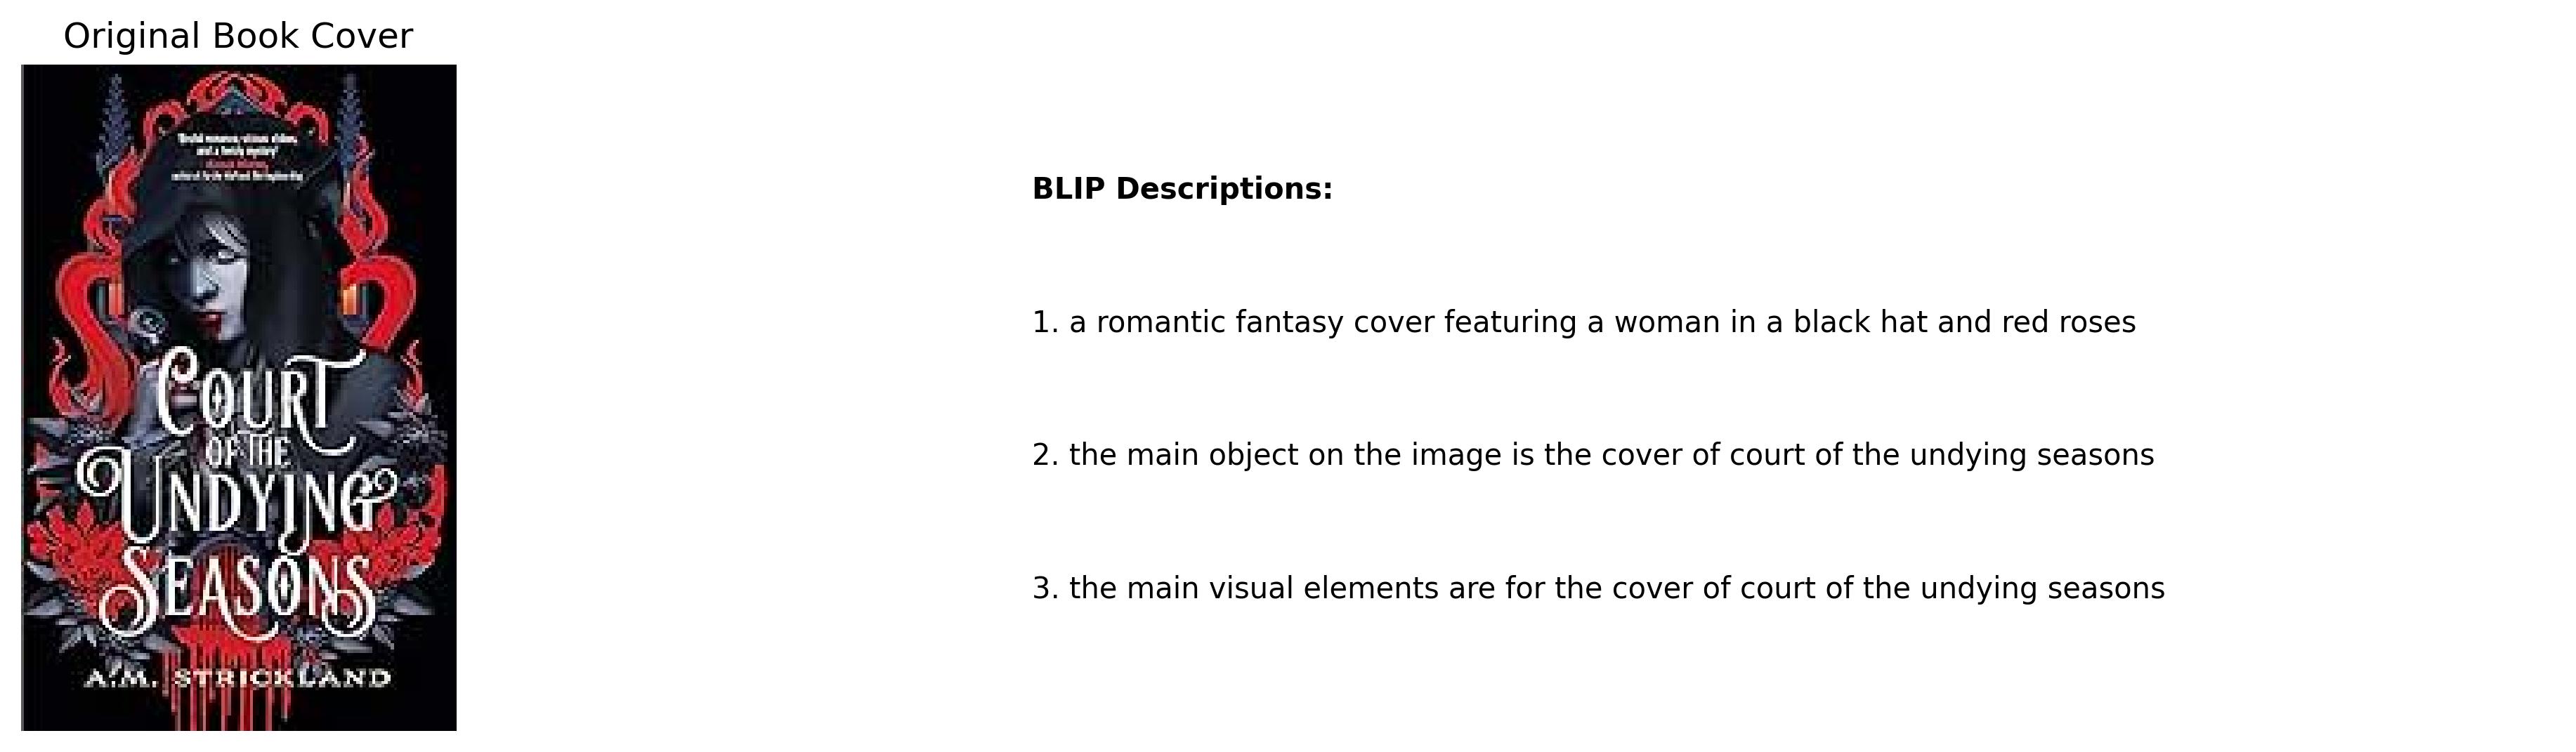 Original Book Cover
COURT
OF THE
UNDYING
SEASONS
A.M. STRICKLAND
BLIP Descriptions:
1. a romantic fantasy cover featuring a woman in a black hat and red roses
2. the main object on the image is the cover of court of the undying seasons
3. the main visual elements are for the cover of court of the undying seasons